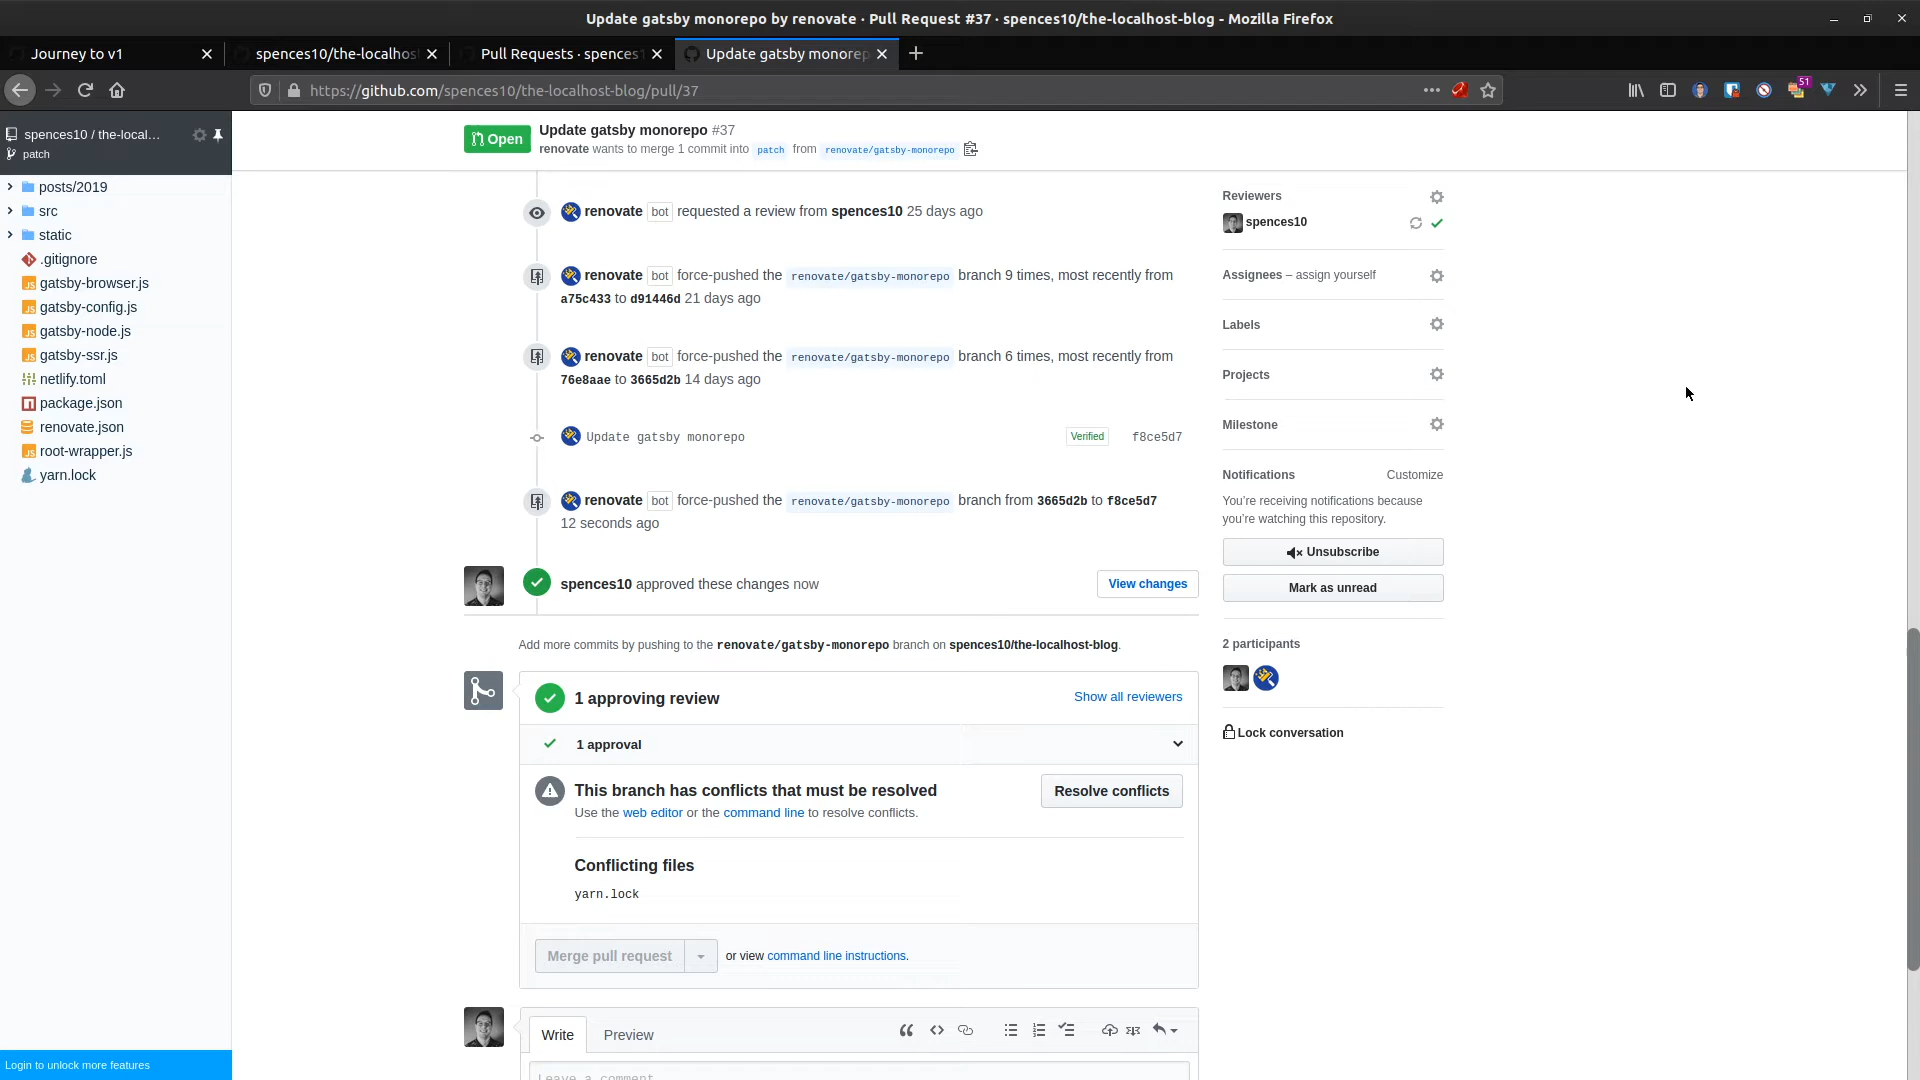 Update gatsby monorepo by renovate · Pull Request #37 · spences10/the-localhost-blog - Mozilla Firefox
Journey to v1
spences10/the-localhos
Pull Requests · spences
Update gatsby monorep
https://github.com/spences10/the-localhost-blog/pull/37
51
spences10 / the-local...
patch
posts/2019
src
static
.gitignore
gatsby-browser.js
gatsby-config.js
gatsby-node.js
gatsby-ssr.js
netlify.toml
package.json
renovate.json
root-wrapper.js
yarn.lock
Login to unlock more features
Open
Update gatsby monorepo #37
renovate wants to merge 1 commit into patch from renovate/gatsby-monorepo
renovate bot requested a review from spences10 25 days ago
renovate bot force-pushed the renovate/gatsby-monorepo branch 9 times, most recently from
a75c433 to d91446d 21 days ago
renovate bot force-pushed the renovate/gatsby-monorepo branch 6 times, most recently from
76e8aae to 3665d2b 14 days ago
Update gatsby monorepo Verified f8ce5d7
renovate bot force-pushed the renovate/gatsby-monorepo branch from 3665d2b to f8ce5d7
12 seconds ago
spences10 approved these changes now View changes
Add more commits by pushing to the renovate/gatsby-monorepo branch on spences10/the-localhost-blog.
1 approving review Show all reviewers
1 approval
This branch has conflicts that must be resolved Resolve conflicts
Use the web editor or the command line to resolve conflicts.
Conflicting files
yarn.lock
Merge pull request or view command line instructions.
Write Preview
Leave a comment
Reviewers
spences10
Assignees – assign yourself
Labels
Projects
Milestone
Notifications Customize
You're receiving notifications because
you're watching this repository.
Unsubscribe
Mark as unread
2 participants
Lock conversation